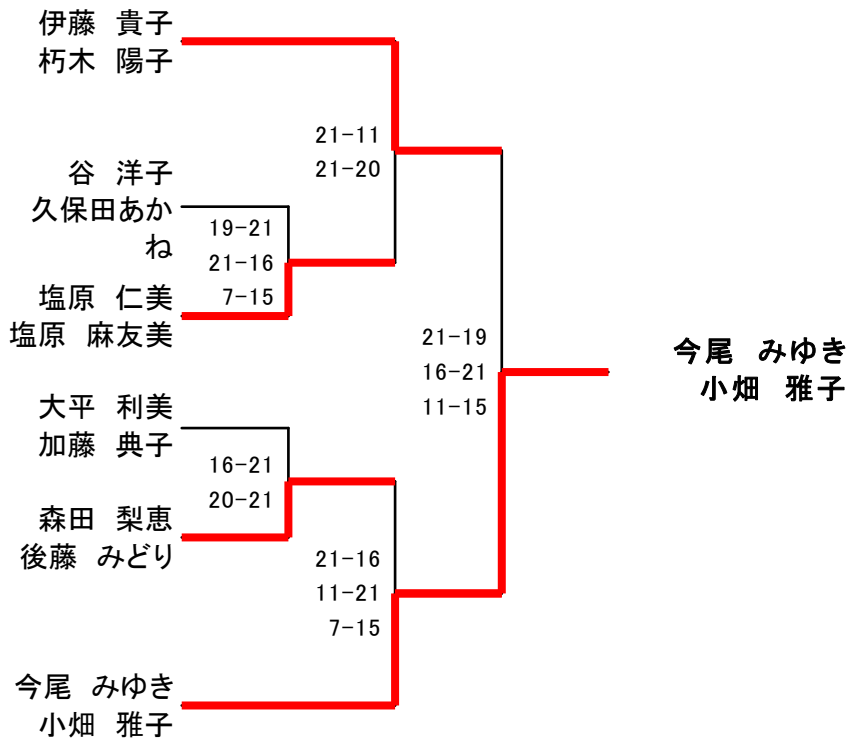 伊藤　貴子
朽木　陽子
21-11
21-20
谷　洋子
久保田あか
ね
19-21
21-16
7-15
塩原　仁美
塩原　麻友美
21-19
16-21
11-15
今尾　みゆき
小畑　雅子
大平　利美
加藤　典子
16-21
20-21
森田　梨恵
後藤　みどり
21-16
11-21
7-15
今尾　みゆき
小畑　雅子